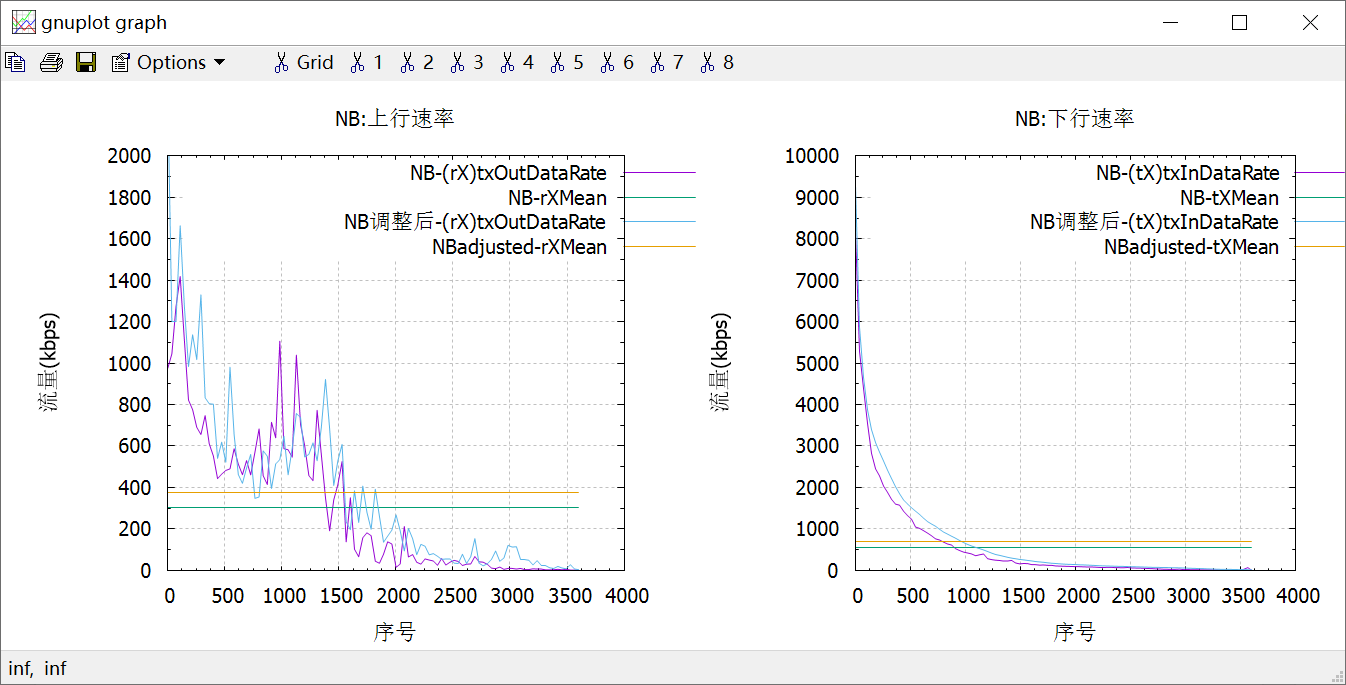 gnuplot graph
Options Grid 1 2 3 4 5 6 7 8
NB:上行速率
2000
1800
1600
1400
1200
1000
800
600
400
200
0
NB-(rX)txOutDataRate
NB-rXMean
NB调整后-(rX)txOutDataRate
NBadjusted-rXMean
流量(kbps)
0 500 1000 1500 2000 2500 3000 3500 4000
序号
NB:下行速率
10000
9000
8000
7000
6000
5000
4000
3000
2000
1000
0
NB-(tX)txInDataRate
NB-tXMean
NB调整后-(tX)txInDataRate
NBadjusted-tXMean
流量(kbps)
0 500 1000 1500 2000 2500 3000 3500 4000
序号
inf, inf